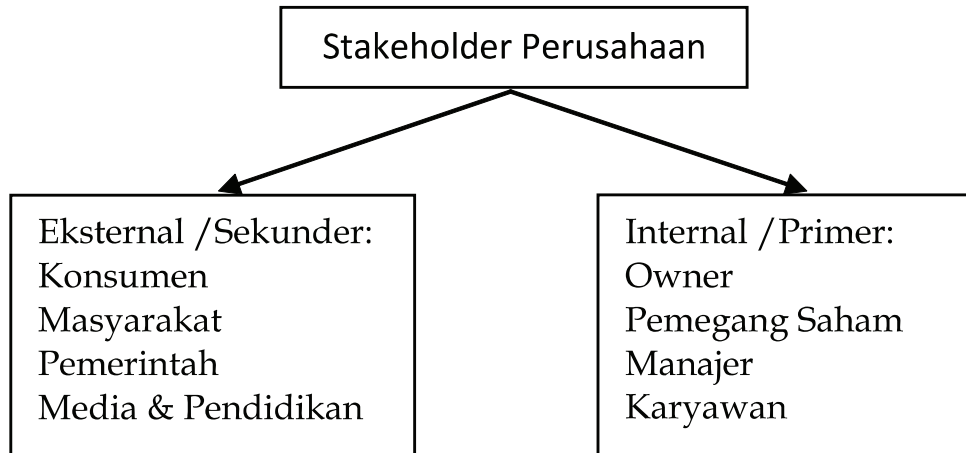 Stakeholder Perusahaan
Eksternal /Sekunder:
Konsumen
Masyarakat
Pemerintah
Media & Pendidikan
Internal /Primer:
Owner
Pemegang Saham
Manajer
Karyawan